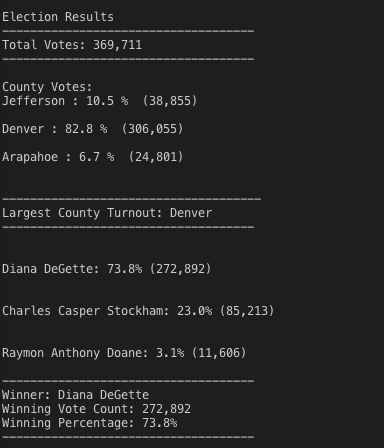 Election Results
------------------------------------
Total Votes: 369,711
------------------------------------
County Votes:
Jefferson : 10.5 %  (38,855)
Denver : 82.8 %  (306,055)
Arapahoe : 6.7 %  (24,801)
-------------------------------------
Largest County Turnout: Denver
------------------------------------
Diana DeGette: 73.8% (272,892)
Charles Casper Stockham: 23.0% (85,213)
Raymon Anthony Doane: 3.1% (11,606)
------------------------------------
Winner: Diana DeGette
Winning Vote Count: 272,892
Winning Percentage: 73.8%
------------------------------------